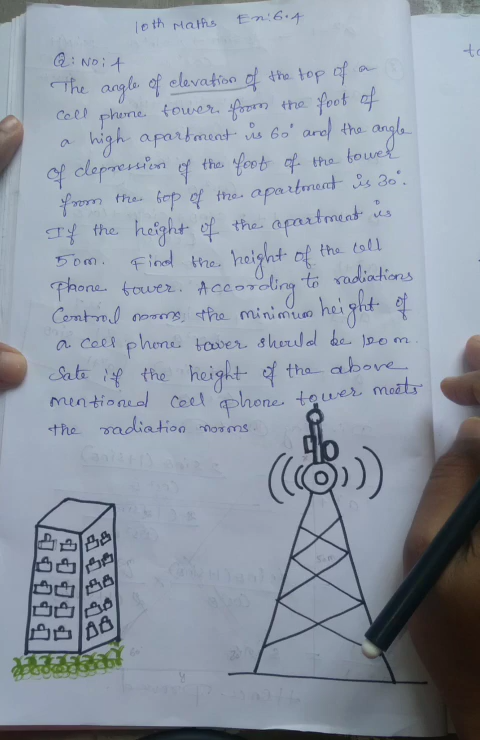 10th Maths Ex: 6.4
Q: No: 4
The angle of elevation of the top of a
cell phone tower from the foot of
a high apartment is 60° and the angle
of depression of the foot of the tower
from the top of the apartment is 30°.
If the height of the apartment is
50m. Find the height of the cell
phone tower. According to radiations
Control norms, the minimum height of
a cell phone tower should be 120 m.
Sate if the height of the above
mentioned cell phone tower meets
the radiation norms.